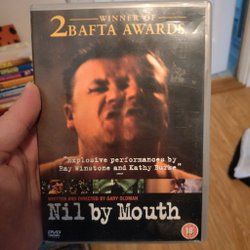 WINNER OF
2 BAFTA AWARDS
"Explosive performances by
Ray Winstone and Kathy Burke"
WRITTEN AND DIRECTED BY GARY OLDMAN
Nil by Mouth
DVD
18